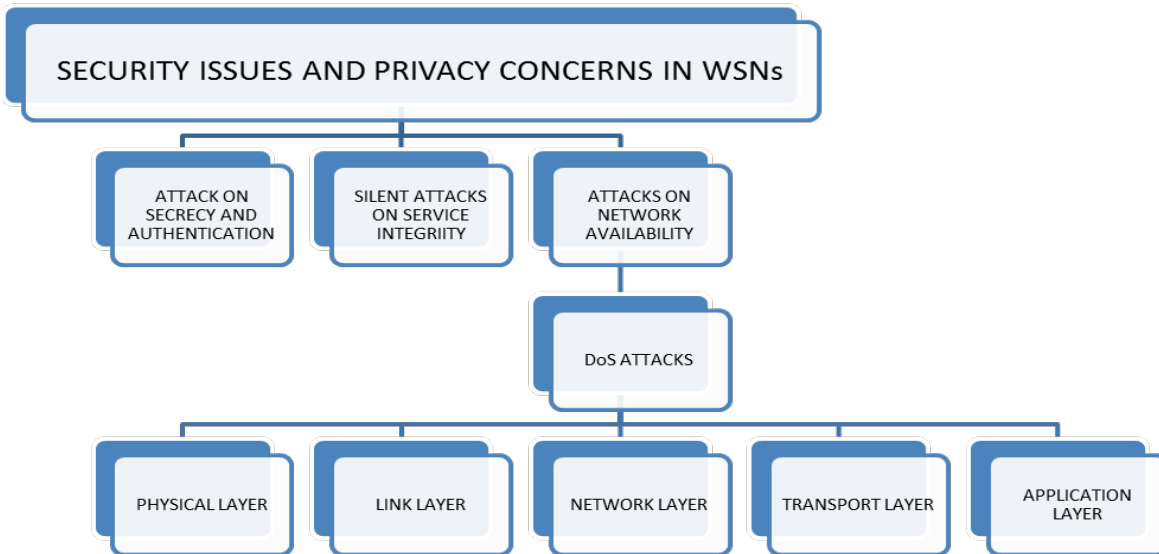 SECURITY ISSUES AND PRIVACY CONCERNS IN WSNs
ATTACK ON
SECRECY AND
AUTHENTICATION
SILENT ATTACKS
ON SERVICE
INTEGRIITY
ATTACKS ON
NETWORK
AVAILABILITY
DoS ATTACKS
PHYSICAL LAYER
LINK LAYER
NETWORK LAYER
TRANSPORT LAYER
APPLICATION
LAYER